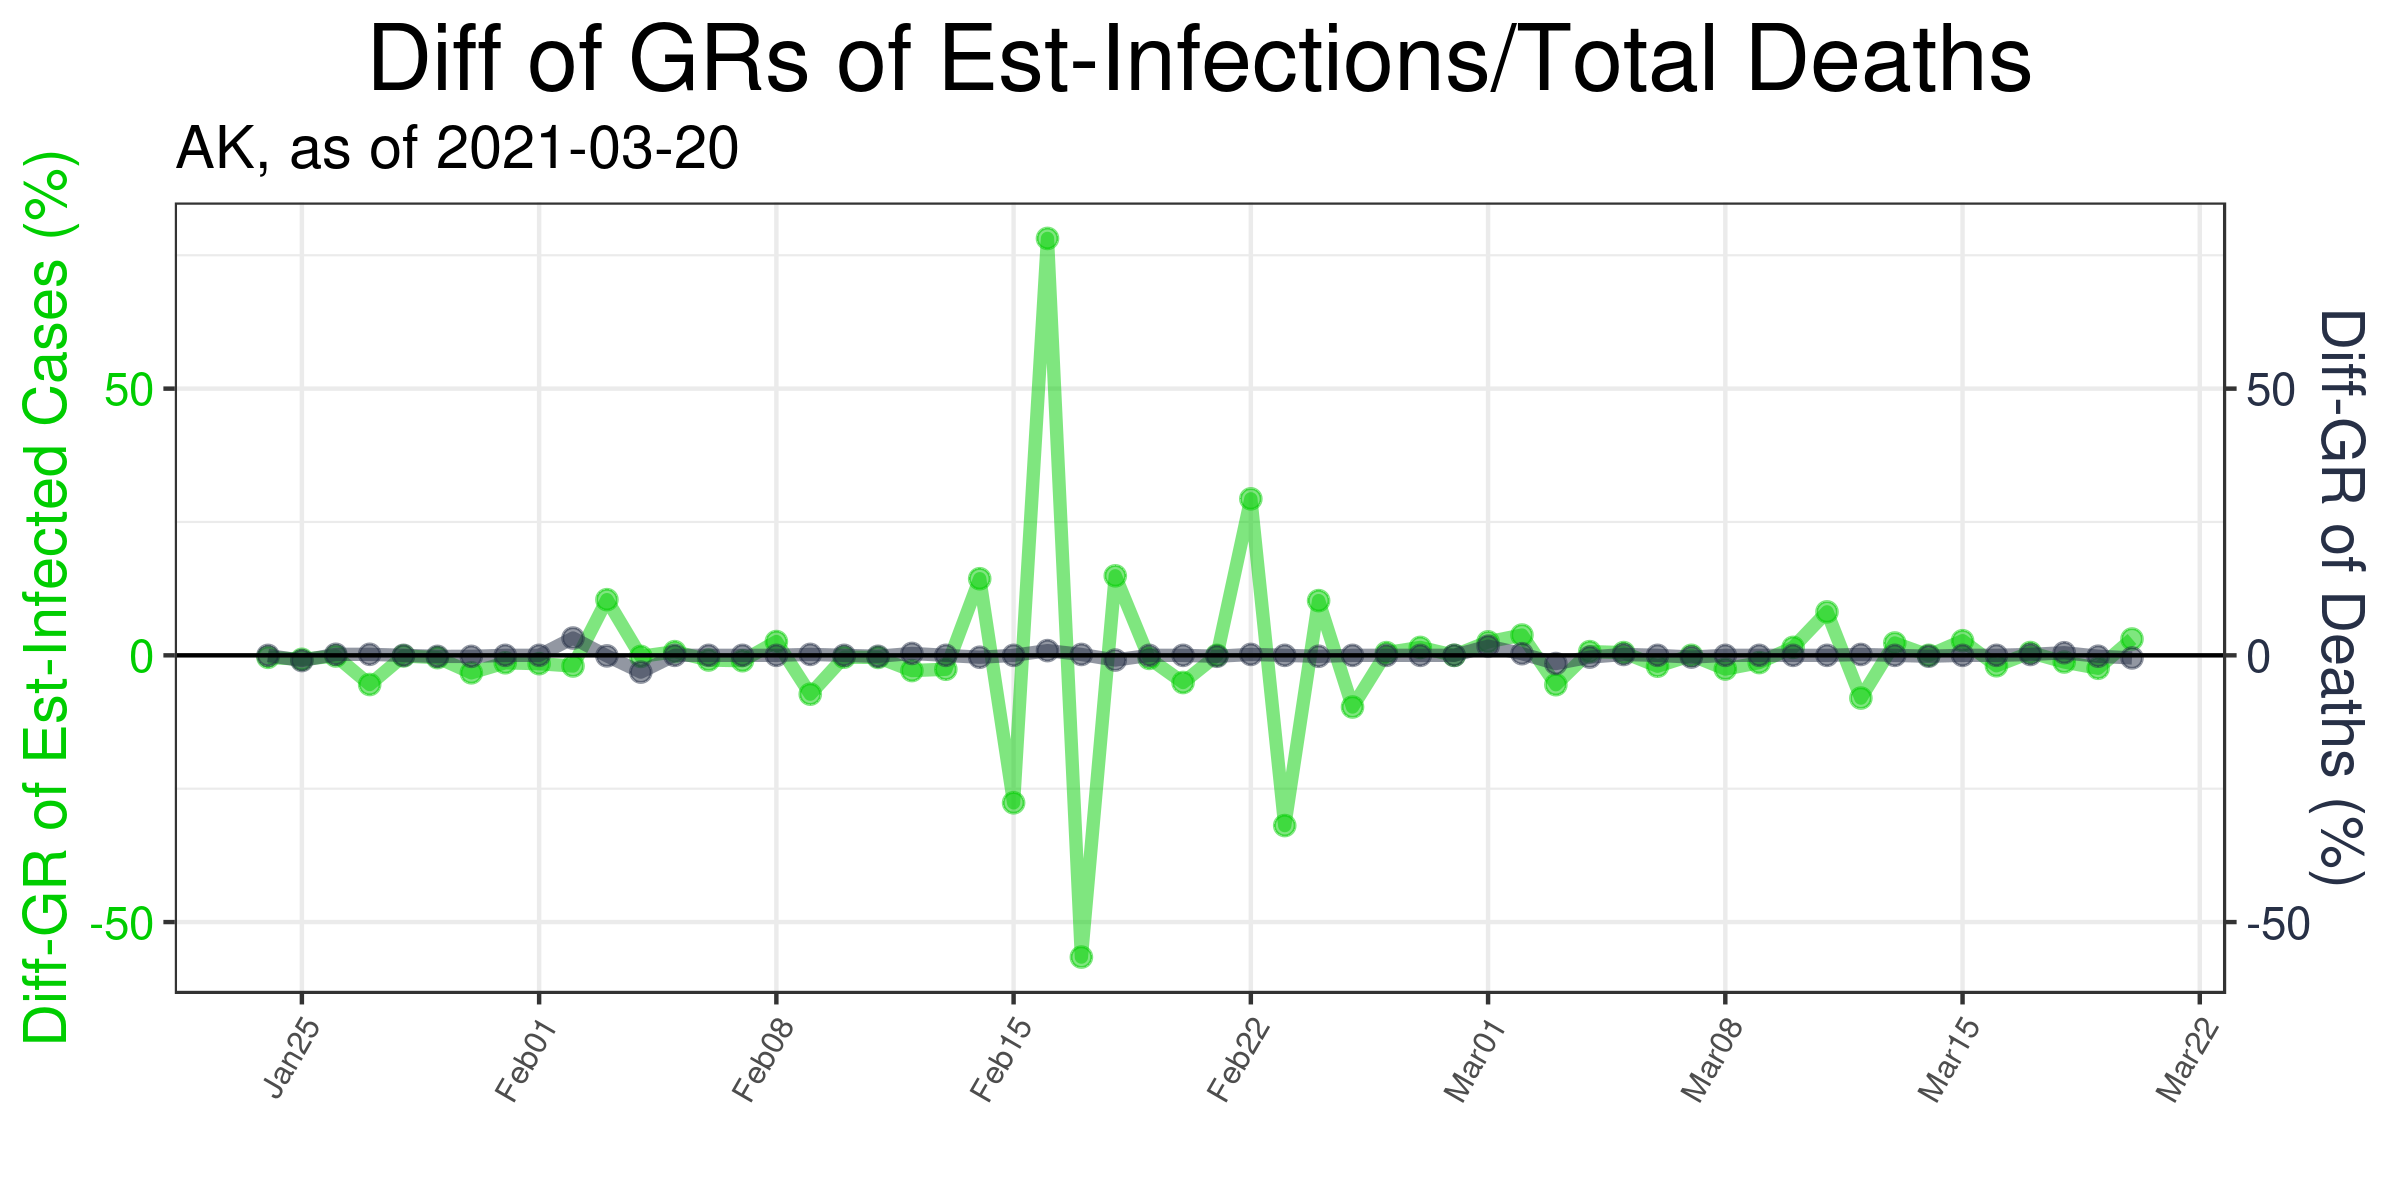 Diff of GRs of Est-Infections/Total Deaths
AK, as of 2021-03-20
Diff-GR of Est-Infected Cases (%)
50
0
-50
50
0
-50
Diff-GR of Deaths (%)
Jan25
Feb01
Feb08
Feb15
Feb22
Mar01
Mar08
Mar15
Mar22